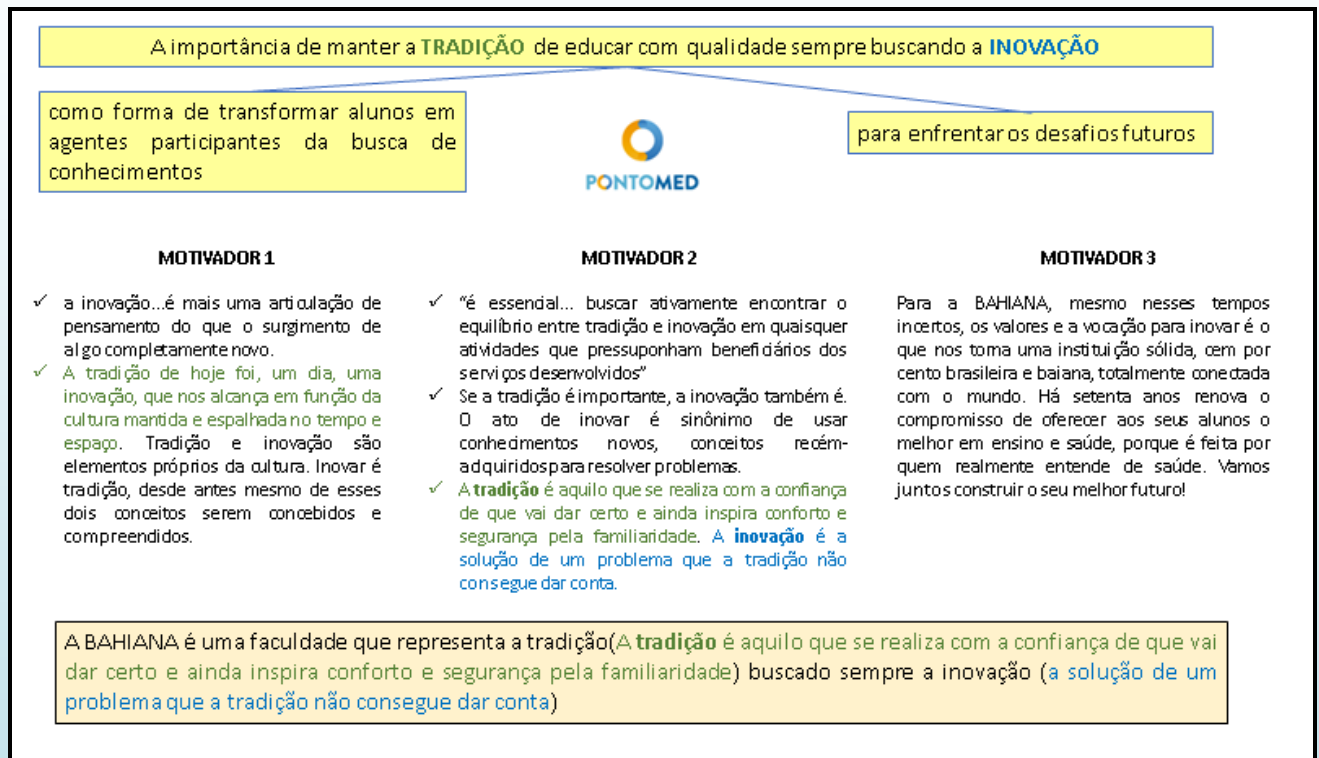 A importância de manter a TRADIÇÃO de educar com qualidade sempre buscando a INOVAÇÃO
como forma de transformar alunos em
agentes participantes da busca de
conhecimentos
para enfrentar os desafios futuros
PONTOMED
MOTIVADOR 1
✓ a inovação...é mais uma articulação de
pensamento do que o surgimento de
algo completamente novo.
✓ A tradição de hoje foi, um dia, uma
inovação, que nos alcança em função da
cultura mantida e espalhada no tempo e
espaço. Tradição e inovação são
elementos próprios da cultura. Inovar é
tradição, desde antes mesmo de esses
dois conceitos serem concebidos e
compreendidos.
MOTIVADOR 2
✓ “é essencial... buscar ativamente encontrar o
equilíbrio entre tradição e inovação em quaisquer
atividades que pressuponham beneficiários dos
serviços desenvolvidos”
✓ Se a tradição é importante, a inovação também é.
O ato de inovar é sinônimo de usar
conhecimentos novos, conceitos recém-
adquiridos para resolver problemas.
✓ A tradição é aquilo que se realiza com a confiança
de que vai dar certo e ainda inspira conforto e
segurança pela familiaridade. A inovação é a
solução de um problema que a tradição não
consegue dar conta.
MOTIVADOR 3
Para a BAHIANA, mesmo nesses tempos
incertos, os valores e a vocação para inovar é o
que nos torna uma instituição sólida, cem por
cento brasileira e baiana, totalmente conectada
com o mundo. Há setenta anos renova o
compromisso de oferecer aos seus alunos o
melhor em ensino e saúde, porque é feita por
quem realmente entende de saúde. Vamos
juntos construir o seu melhor futuro!
A BAHIANA é uma faculdade que representa a tradição(A tradição é aquilo que se realiza com a confiança de que vai
dar certo e ainda inspira conforto e segurança pela familiaridade) buscado sempre a inovação (a solução de um
problema que a tradição não consegue dar conta)